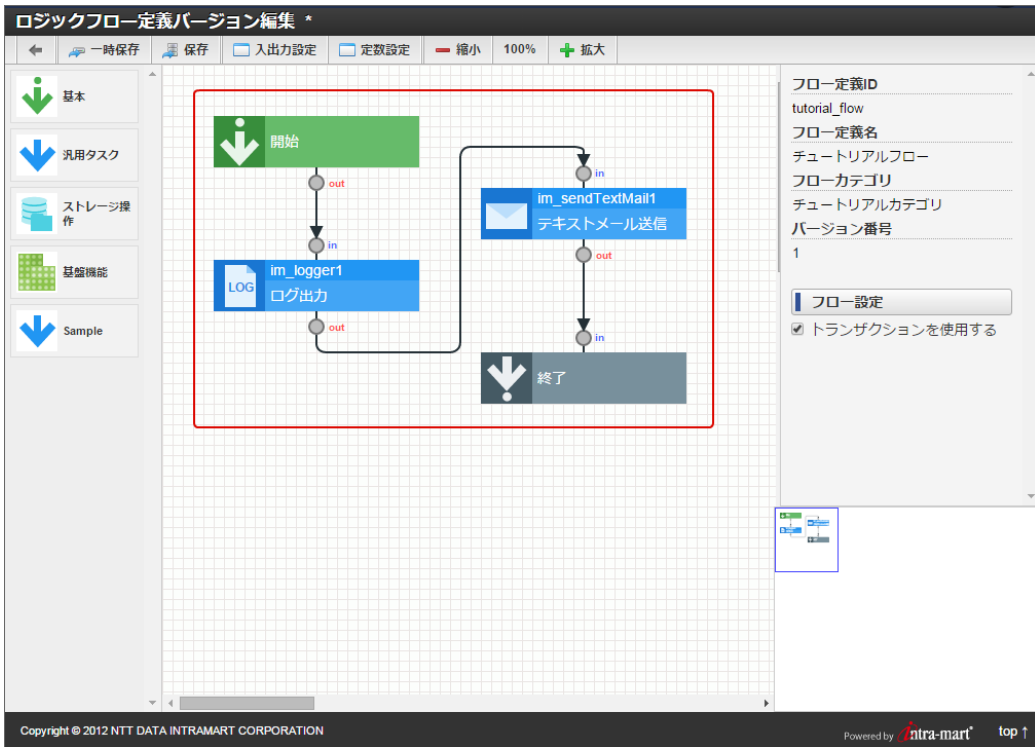 ロジックフロー定義バージョン編集 *
一時保存 保存 入出力設定 定数設定 縮小 100% 拡大
基本
汎用タスク
ストレージ操
作
基盤機能
Sample
開始
out
in
LOG
im_logger1
ログ出力
out
in
im_sendTextMail1
テキストメール送信
out
in
終了
フロー定義ID
tutorial_flow
フロー定義名
チュートリアルフロー
フローカテゴリ
チュートリアルカテゴリ
バージョン番号
1
フロー設定
トランザクションを使用する
Copyright © 2012 NTT DATA INTRAMART CORPORATION
Powered by intra-mart
top ↑